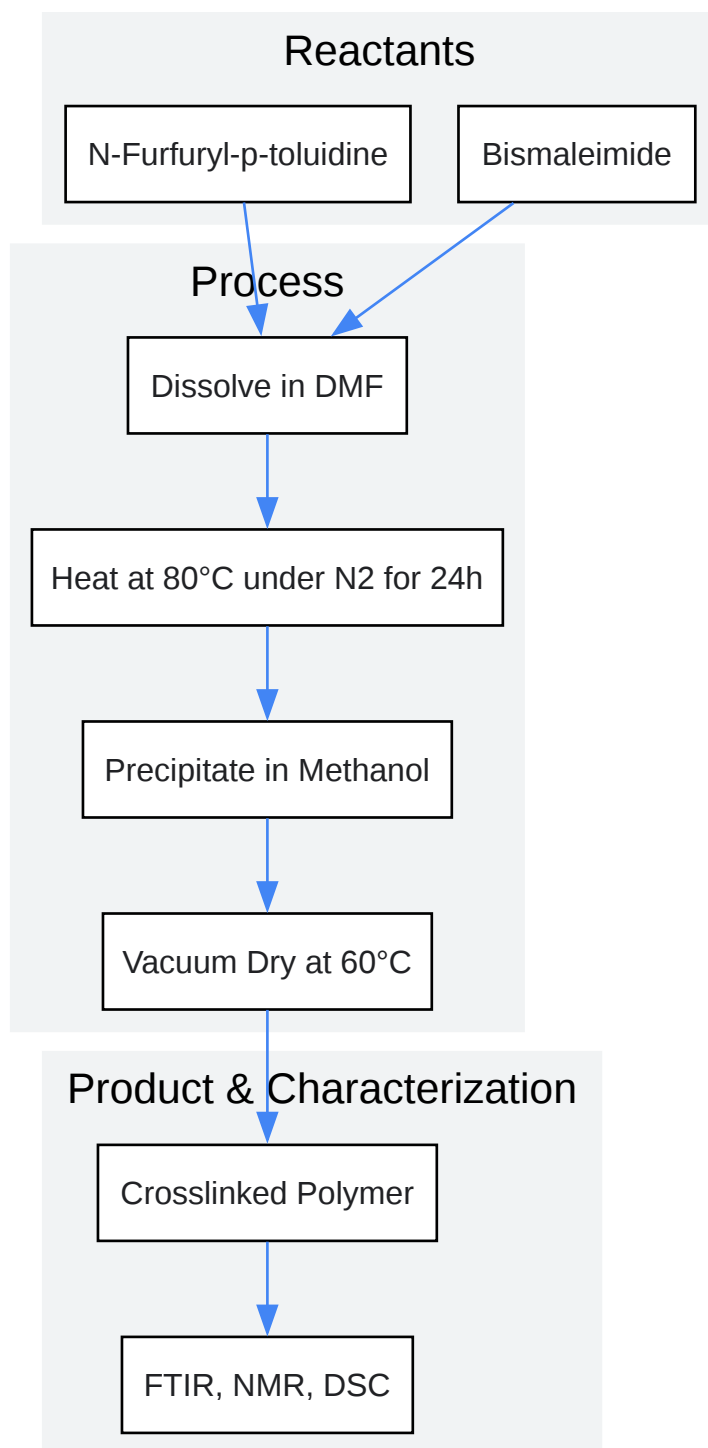 Reactants
N-Furfuryl-p-toluidine
Bismaleimide
Process
Dissolve in DMF
Heat at 80°C under N2 for 24h
Precipitate in Methanol
Vacuum Dry at 60°C
Product & Characterization
Crosslinked Polymer
FTIR, NMR, DSC